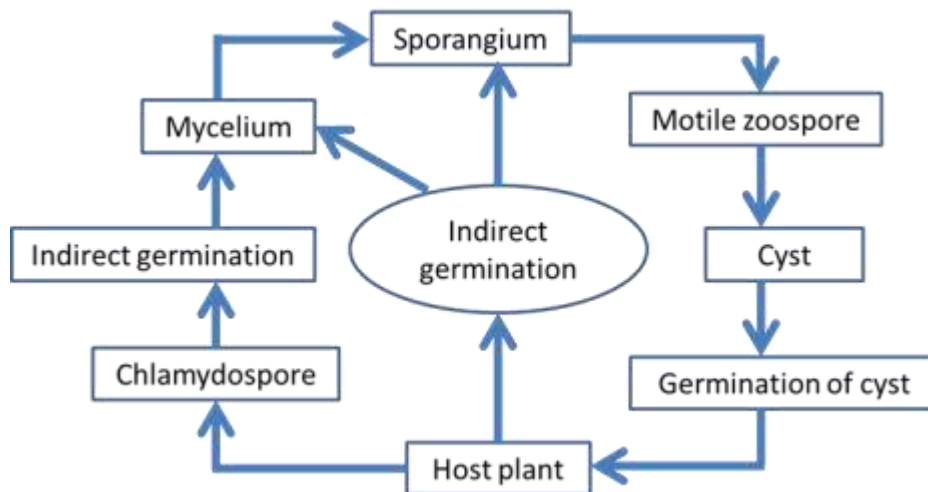 Sporangium
Mycelium
Motile zoospore
Indirect germination
Indirect
germination
Cyst
Chlamydospore
Germination of cyst
Host plant